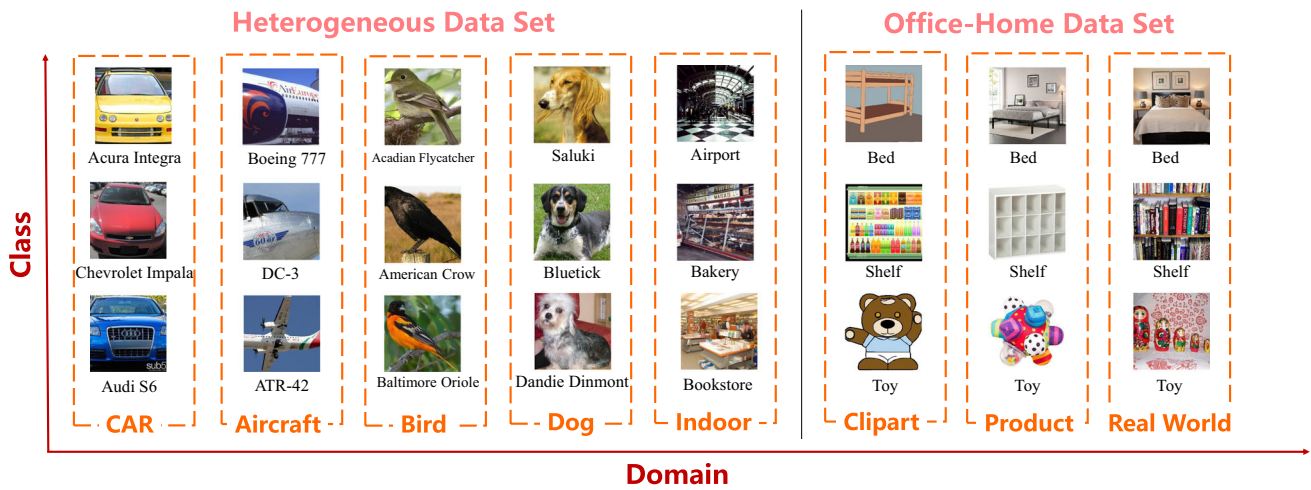 Heterogeneous Data Set
Office-Home Data Set
Class
Acura Integra
Boeing 777
Acadian Flycatcher
Saluki
Airport
Bed
Bed
Bed
Chevrolet Impala
DC-3
American Crow
Bluetick
Bakery
Shelf
Shelf
Shelf
Audi S6
ATR-42
Baltimore Oriole
Dandie Dinmont
Bookstore
Toy
Toy
Toy
CAR
Aircraft
Bird
Dog
Indoor
Clipart
Product
Real World
Domain